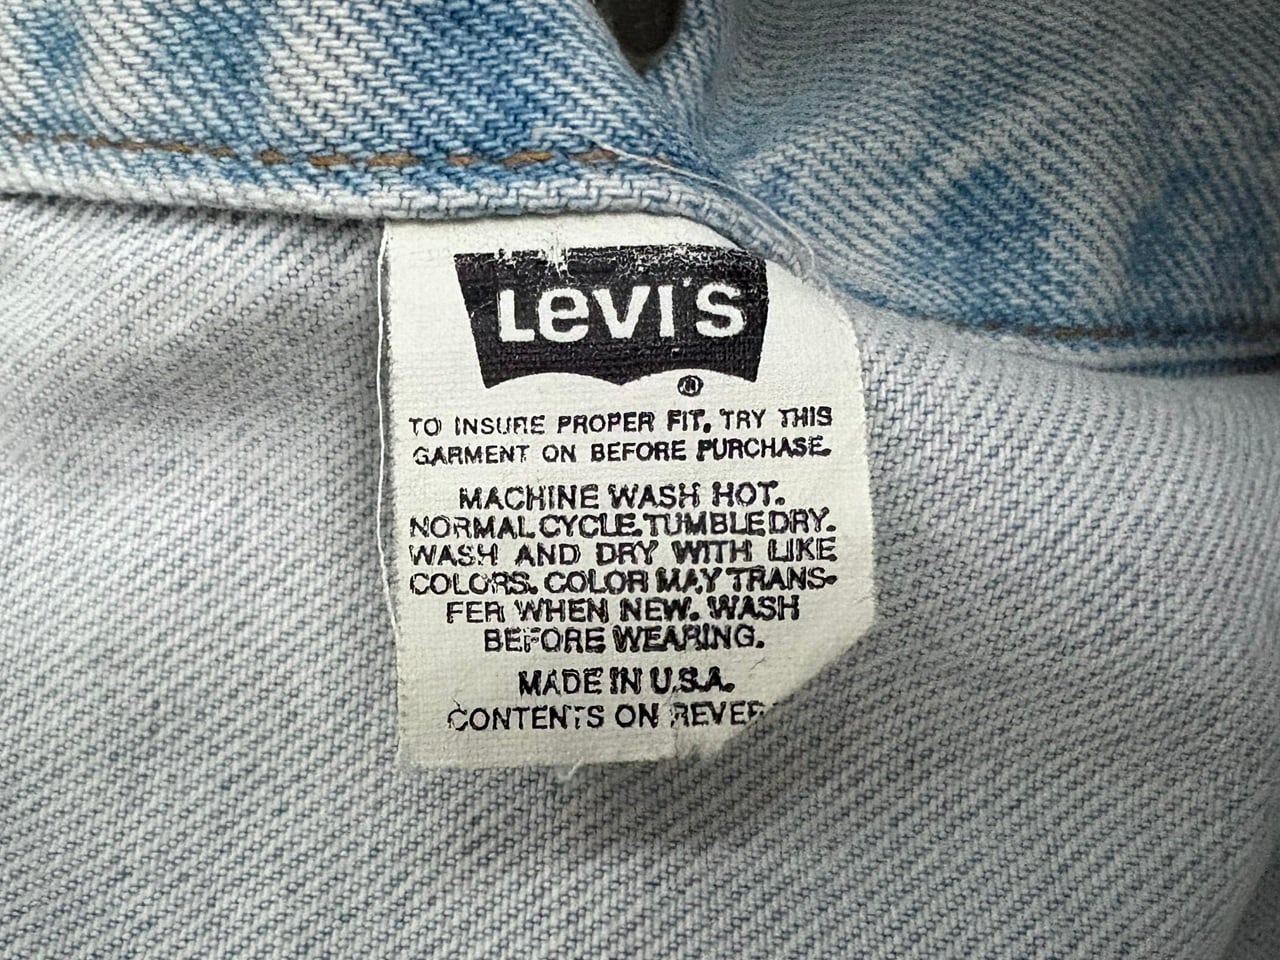 Levi's
®
TO INSURE PROPER FIT, TRY THIS
GARMENT ON BEFORE PURCHASE.
MACHINE WASH HOT.
NORMAL CYCLE. TUMBLE DRY.
WASH AND DRY WITH LIKE
COLORS. COLOR MAY TRANS-
FER WHEN NEW. WASH
BEFORE WEARING.
MADE IN U.S.A.
CONTENTS ON